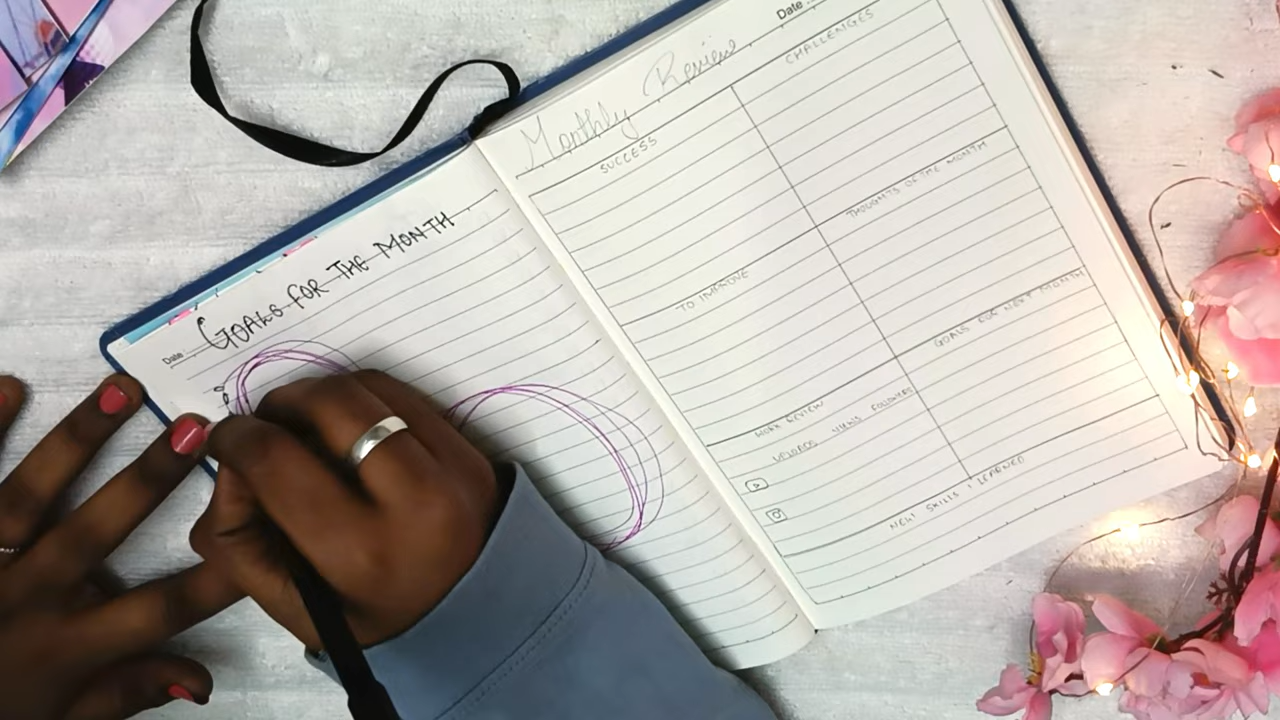 Date :
GOALS FOR THE MONTH
Date :
Monthly Review
SUCCESS
CHALLENGES
TO IMPROVE
THOUGHTS OF THE MONTH
WORK REVIEW
UPLOADS VIEWS FOLLOWERS
GOALS FOR NEXT MONTH
NEW SKILLS I LEARNED